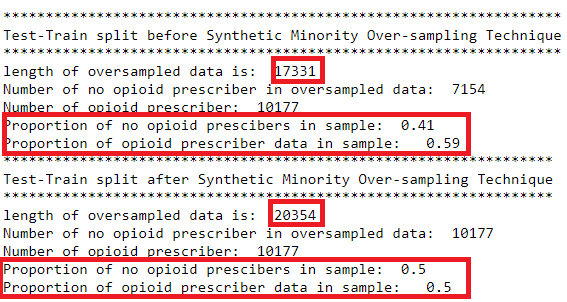 ******************************************************************
Test-Train split before Synthetic Minority Over-sampling Technique
******************************************************************
length of oversampled data is:  17331
Number of no opioid prescriber in oversampled data:  7154
Number of opioid prescriber:  10177
Proportion of no opioid prescibers in sample:  0.41
Proportion of opioid prescriber data in sample:   0.59
*****************************************************************
Test-Train split after Synthetic Minority Over-sampling Technique
*****************************************************************
length of oversampled data is:  20354
Number of no opioid prescriber in oversampled data:  10177
Number of opioid prescriber:  10177
Proportion of no opioid prescibers in sample:  0.5
Proportion of opioid prescriber data in sample:   0.5